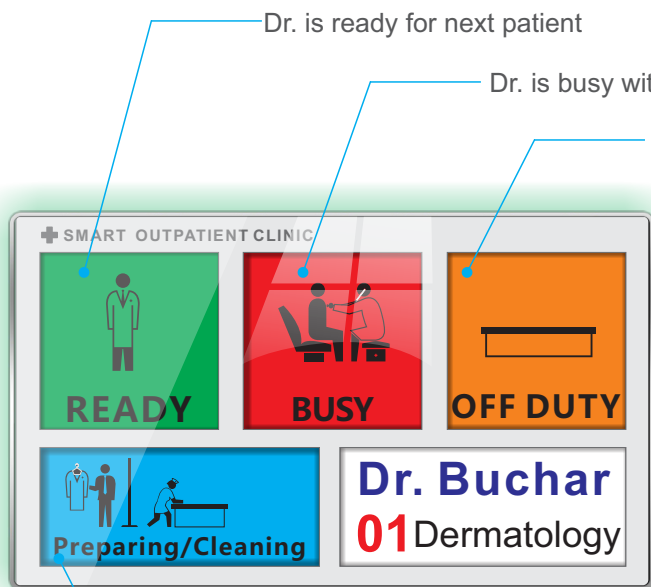 Dr. is ready for next patient
Dr. is busy wit
SMART OUTPATIENT CLINIC
READY
BUSY
OFF DUTY
Preparing/Cleaning
Dr. Buchar
01 Dermatology